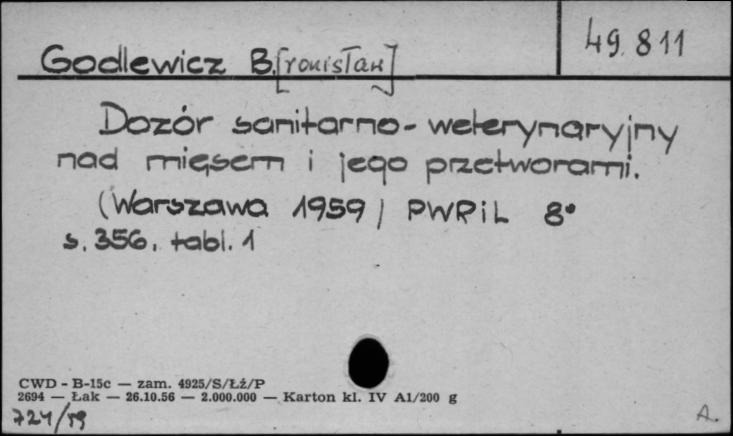 49.811
Godlewicz B.[ronisław]
Dozór sanitarno-weterynaryjny
nad mięsem i jego przetworami.
(Warszawa 1959) PWRiL 8°
s. 356, tabl. 1
CWD - B-15c — zam. 4925/S/Łż/P
2694 — Łak — 26.10.56 — 2.000.000 — Karton kl. IV A1/200 g
724/59
A.